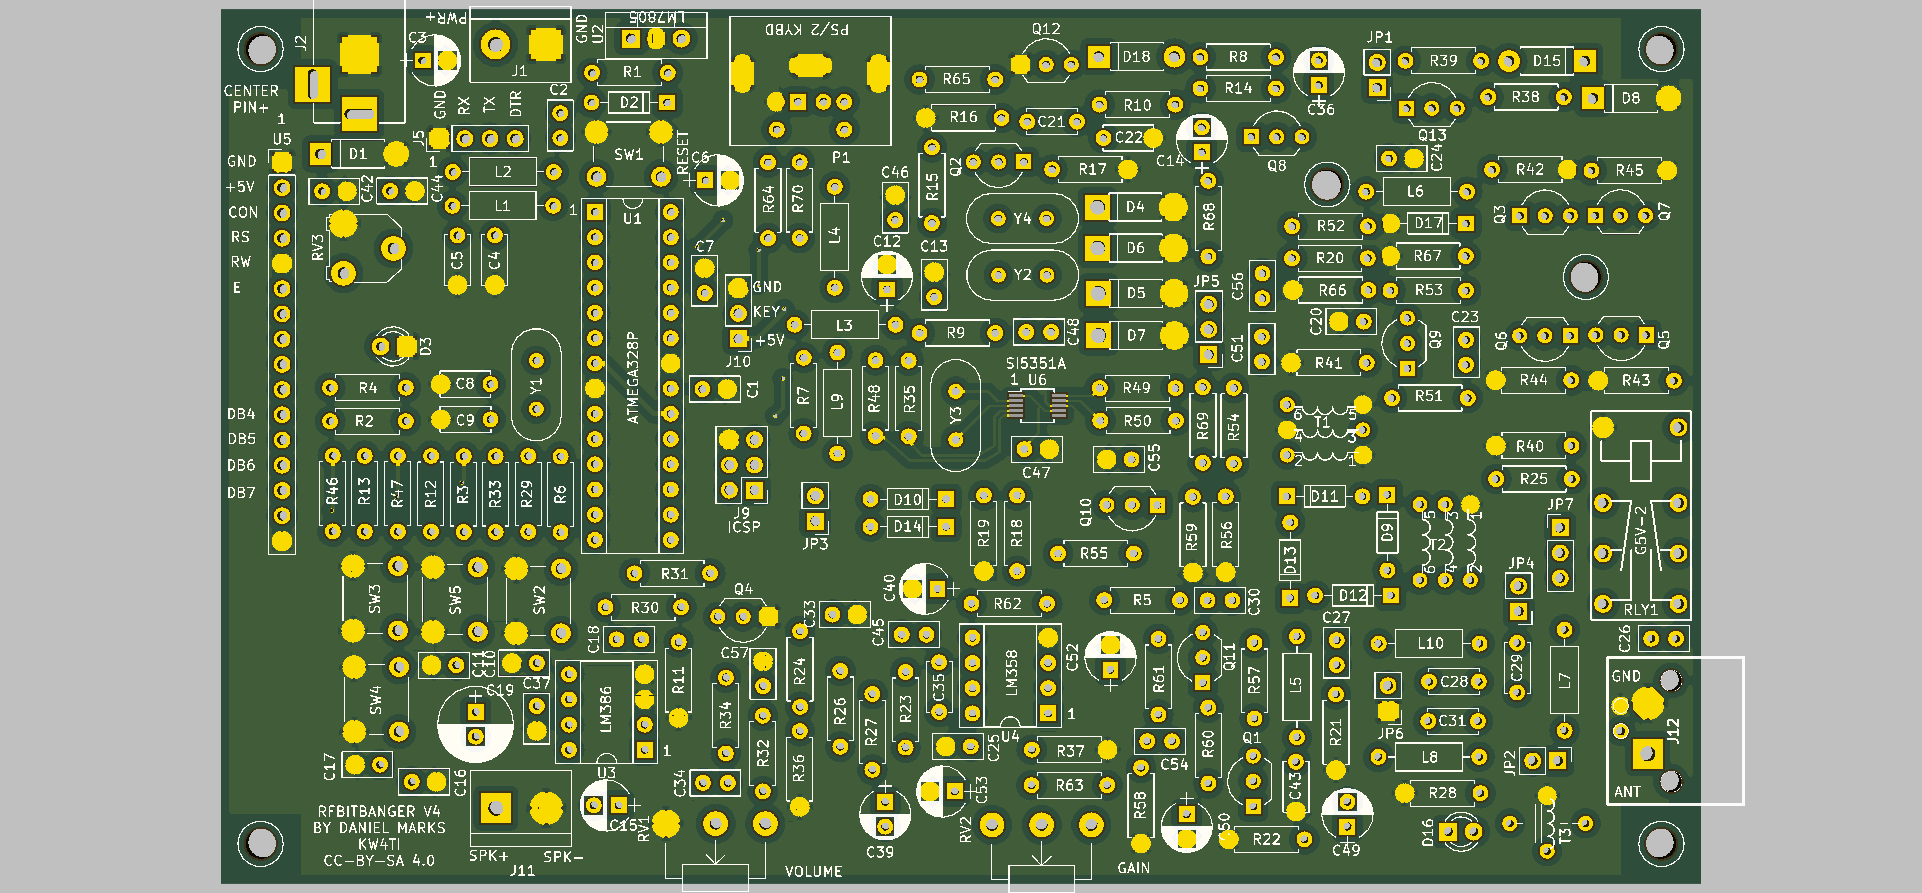 J2
C3
PWR+
J1
GND
U2
LM7805
PS/2 KYBD
Q12
D18
R8
JP1
R39
D15
CENTER
PIN+
1
GND
RX
TX
DTR
J5
1
R1
D2
C2
R65
R16
C21
R10
C22
R14
C36
C14
Q8
R38
D8
Q13
C24
U5
D1
C42
C44
L2
L1
SW1
RESET
C6
P1
R64
R70
L4
C46
R15
Q2
R17
R68
L6
R42
R45
Q3
Q7
GND
+5V
CON
RS
RW
E
RV3
C5
C4
1
U1
ATMEGA328P
C7
C12
C13
Y4
Y2
D4
D6
D5
D7
R52
R20
R66
D17
R67
R53
C56
JP5
C51
C20
Q9
C23
Q6
Q5
GND
KEY*
+5V
J10
L3
R9
C48
D3
R4
R2
C8
C9
Y1
C1
R7
L9
R48
R35
Y3
SI5351A
1 U6
C47
R49
R50
C55
R69
R54
R41
R51
R44
R43
6
5
T1
4
3
2
1
R40
R25
DB4
DB5
DB6
DB7
R46
R13
R47
R12
R3
R33
R29
R6
J9
ICSP
JP3
D10
D14
R19
R18
Q10
R55
R59
R56
D11
D9
D13
D12
5
3
1
T2
6
4
2
JP7
JP4
G5V-2
RLY1
SW3
SW5
SW2
R31
R30
Q4
C33
C40
C45
R62
R5
C30
C27
C26
C18
C57
R11
R24
C11
C10
SW4
C19
C37
LM386
1
U3
R34
R32
R36
R26
R27
R23
C35
LM358
1
U4
C52
R61
Q11
R57
L5
R21
L10
C28
C31
C29
L7
JP6
L8
JP2
GND
J12
ANT
C17
C16
C34
C25
R37
R63
C54
R60
Q1
C43
R58
R28
D16
T3
RFBITBANGER V4
BY DANIEL MARKS
KW4TI
CC-BY-SA 4.0
SPK+
SPK-
J11
C15
RV1
VOLUME
C39
C53
RV2
GAIN
R22
C49